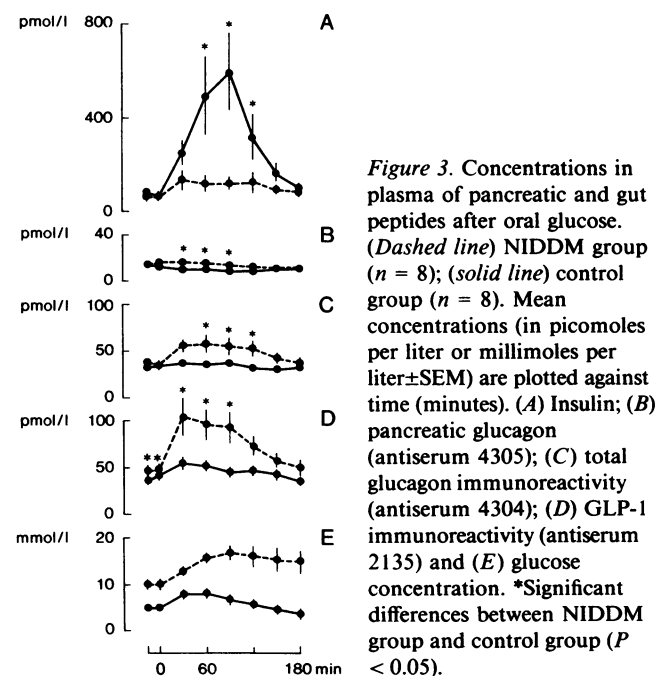 pmol/l 800 A
*
*
*
400
0
pmol/l 40 B
* * *
0
pmol/l 100 C
* * *
50
0
pmol/l 100 D
*
* *
**
50
0
mmol/l 20 E
10
0
0 60 180 min
Figure 3. Concentrations in
plasma of pancreatic and gut
peptides after oral glucose.
(Dashed line) NIDDM group
(n = 8); (solid line) control
group (n = 8). Mean
concentrations (in picomoles
per liter or millimoles per
liter±SEM) are plotted against
time (minutes). (A) Insulin; (B)
pancreatic glucagon
(antiserum 4305); (C) total
glucagon immunoreactivity
(antiserum 4304); (D) GLP-1
immunoreactivity (antiserum
2135) and (E) glucose
concentration. *Significant
differences between NIDDM
group and control group (P
< 0.05).